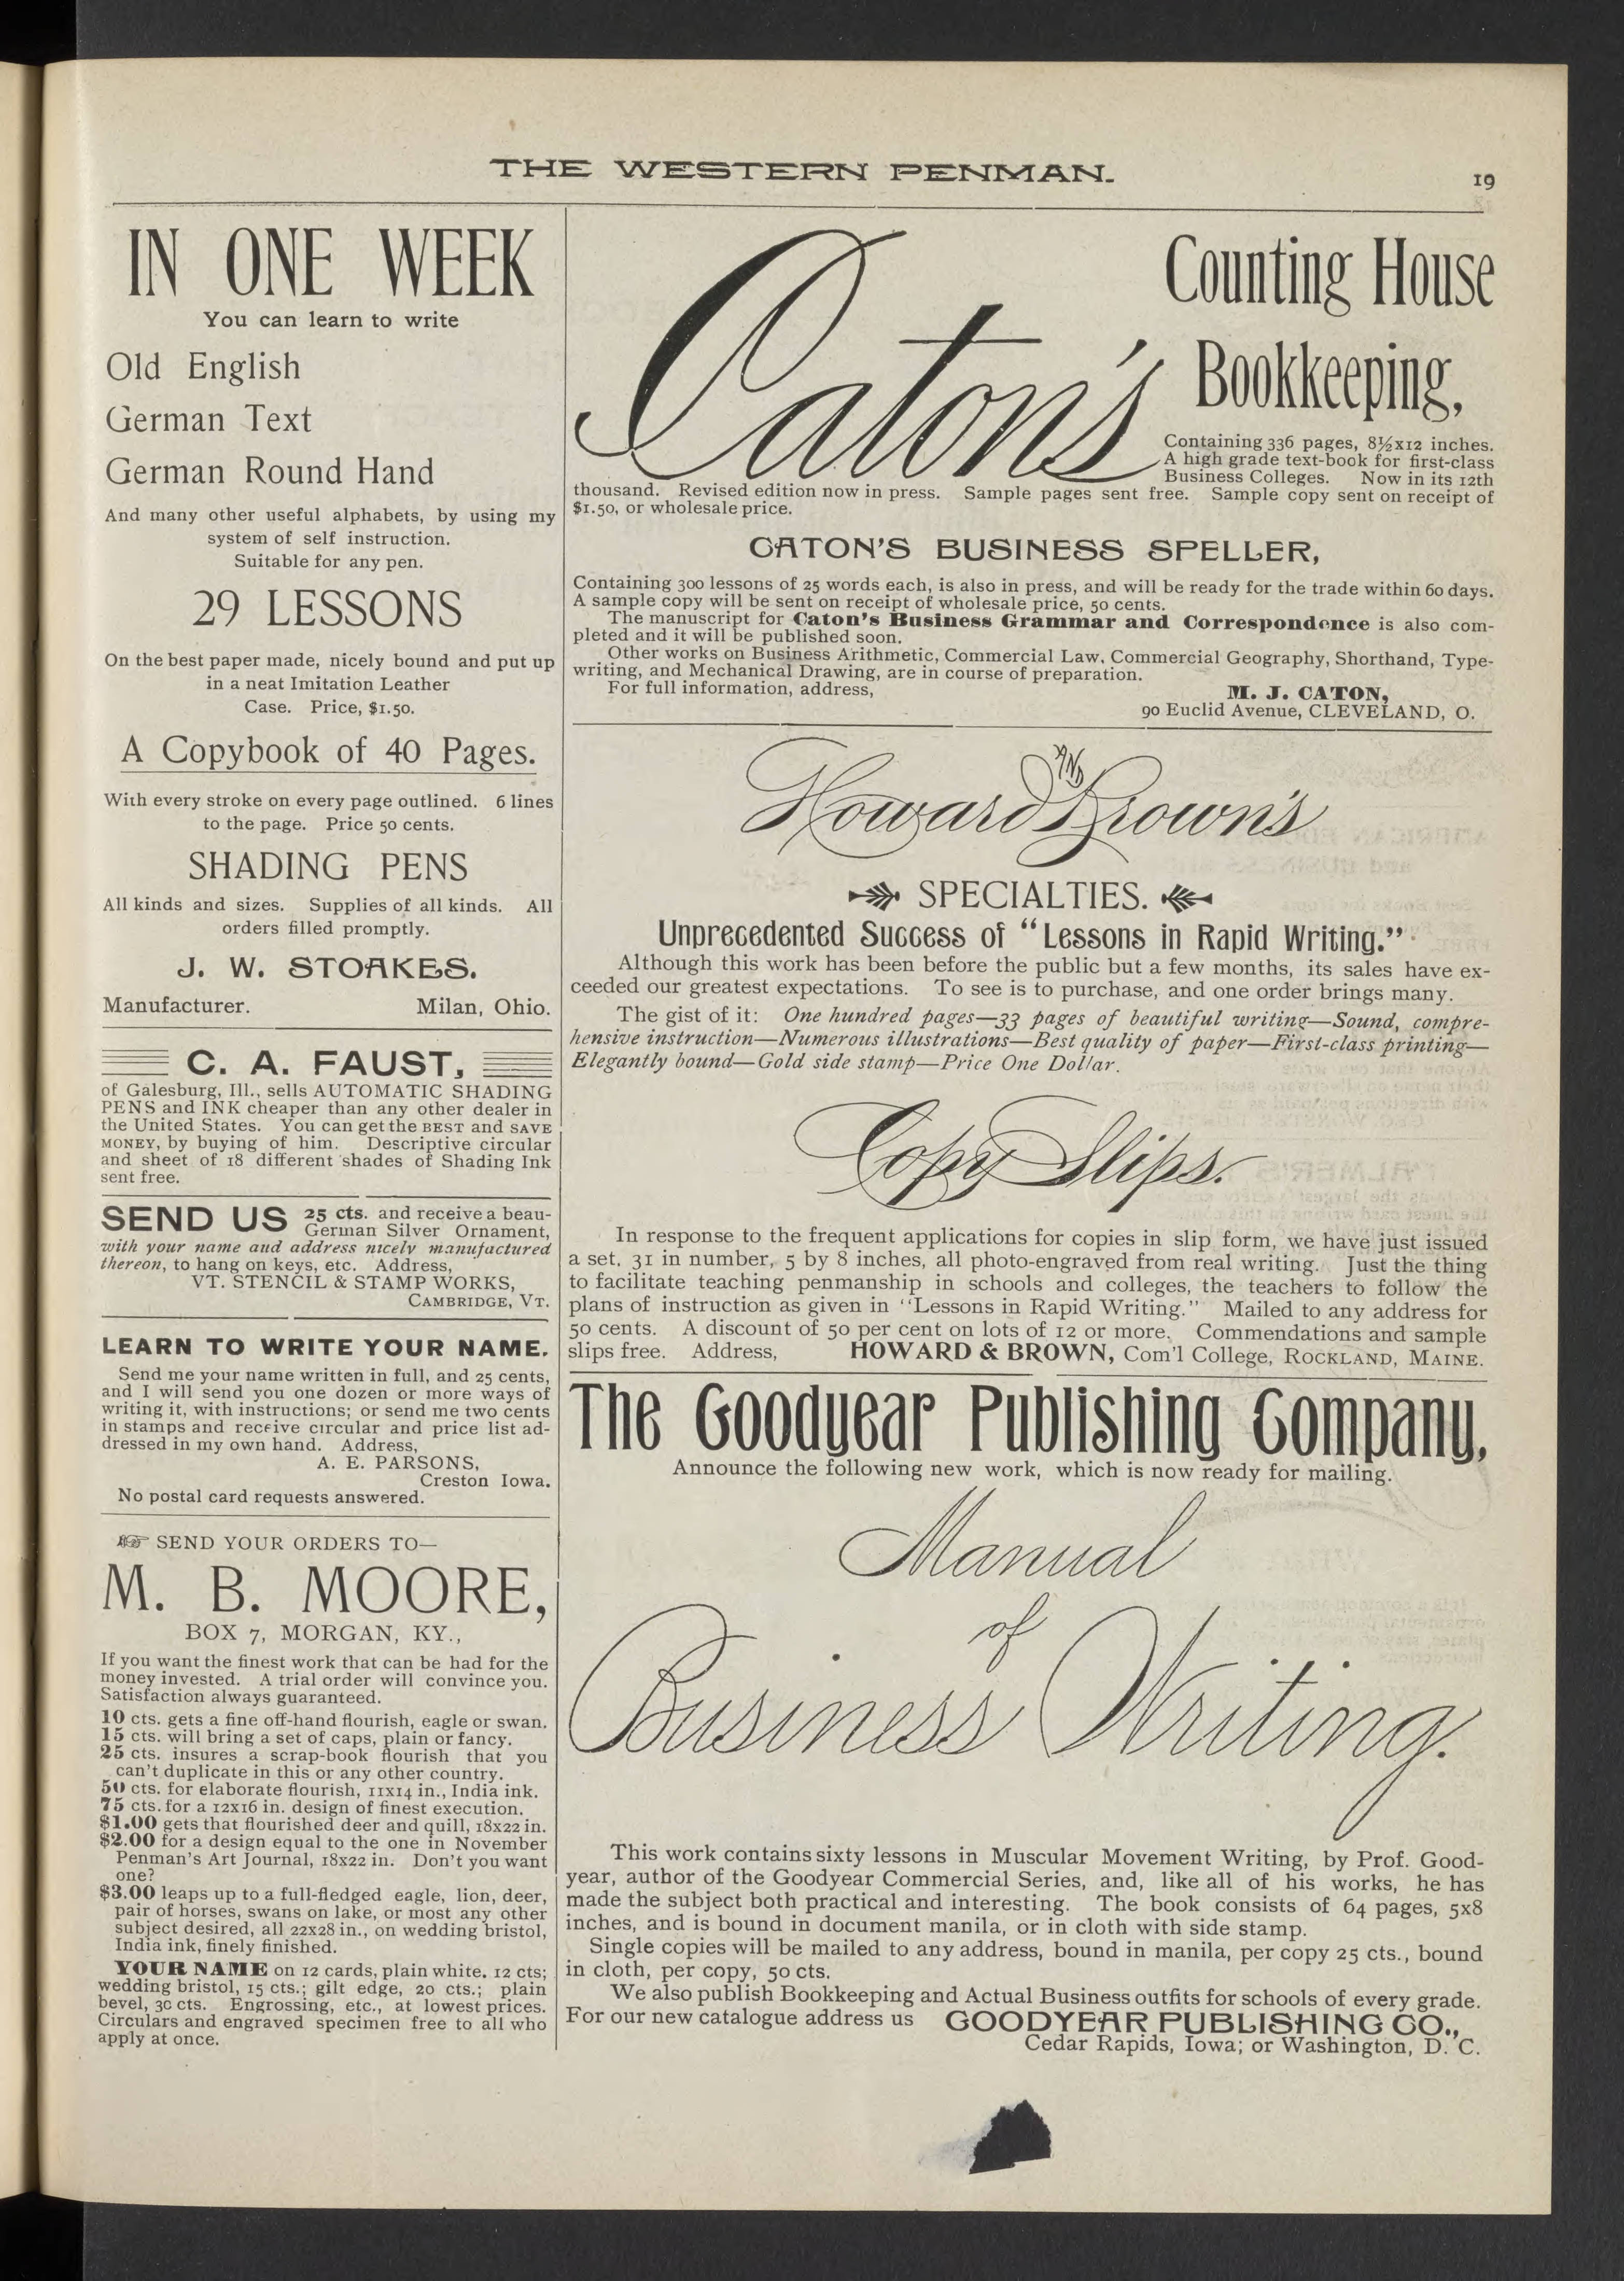 THE WESTERN PENMAN.
19
IN ONE WEEK
You can learn to write
Old English
German Text
German Round Hand
And many other useful alphabets, by using my
system of self instruction.
Suitable for any pen.
29 LESSONS
On the best paper made, nicely bound and put up
in a neat Imitation Leather
Case. Price, $1.50.
A Copybook of 40 Pages.
With every stroke on every page outlined. 6 lines
to the page. Price 50 cents.
SHADING PENS
All kinds and sizes. Supplies of all kinds. All
orders filled promptly.
J. W. STOAKES.
Manufacturer. Milan, Ohio.
C. A. FAUST,
of Galesburg, Ill., sells AUTOMATIC SHADING
PENS and INK cheaper than any other dealer in
the United States. You can get the BEST and SAVE
MONEY, by buying of him. Descriptive circular
and sheet of 18 different shades of Shading Ink
sent free.
SEND US 25 cts. and receive a beau-
German Silver Ornament,
with your name and address nicely manufactured
thereon, to hang on keys, etc. Address,
VT. STENCIL & STAMP WORKS,
CAMBRIDGE, VT.
LEARN TO WRITE YOUR NAME.
Send me your name written in full, and 25 cents,
and I will send you one dozen or more ways of
writing it, with instructions; or send me two cents
in stamps and receive circular and price list ad-
dressed in my own hand. Address,
A. E. PARSONS,
Creston Iowa.
No postal card requests answered.
☞ SEND YOUR ORDERS TO—
M. B. MOORE,
BOX 7, MORGAN, KY.,
If you want the finest work that can be had for the
money invested. A trial order will convince you.
Satisfaction always guaranteed.
10 cts. gets a fine off-hand flourish, eagle or swan.
15 cts. will bring a set of caps, plain or fancy.
25 cts. insures a scrap-book flourish that you
can't duplicate in this or any other country.
50 cts. for elaborate flourish, 11x14 in., India ink.
75 cts. for a 12x16 in. design of finest execution.
$1.00 gets that flourished deer and quill, 18x22 in.
$2.00 for a design equal to the one in November
Penman's Art Journal, 18x22 in. Don't you want
one?
$3.00 leaps up to a full-fledged eagle, lion, deer,
pair of horses, swans on lake, or most any other
subject desired, all 22x28 in., on wedding bristol,
India ink, finely finished.
YOUR NAME on 12 cards, plain white, 12 cts;
wedding bristol, 15 cts.; gilt edge, 20 cts.; plain
bevel, 30 cts. Engrossing, etc., at lowest prices.
Circulars and engraved specimen free to all who
apply at once.
Caton's
Counting House
Bookkeeping,
Containing 336 pages, 8½x12 inches.
A high grade text-book for first-class
Business Colleges. Now in its 12th
thousand. Revised edition now in press. Sample pages sent free. Sample copy sent on receipt of
$1.50, or wholesale price.
CATON'S BUSINESS SPELLER,
Containing 300 lessons of 25 words each, is also in press, and will be ready for the trade within 60 days.
A sample copy will be sent on receipt of wholesale price, 50 cents.
The manuscript for Caton's Business Grammar and Correspondence is also com-
pleted and it will be published soon.
Other works on Business Arithmetic, Commercial Law, Commercial Geography, Shorthand, Type-
writing, and Mechanical Drawing, are in course of preparation.
For full information, address,
M. J. CATON,
90 Euclid Avenue, CLEVELAND, O.
Howard AND Brown's
SPECIALTIES.
Unprecedented Success of "Lessons in Rapid Writing."
Although this work has been before the public but a few months, its sales have ex-
ceeded our greatest expectations. To see is to purchase, and one order brings many.
The gist of it: One hundred pages—33 pages of beautiful writing—Sound, compre-
hensive instruction—Numerous illustrations—Best quality of paper—First-class printing—
Elegantly bound—Gold side stamp—Price One Dollar.
Copy Slips.
In response to the frequent applications for copies in slip form, we have just issued
a set, 31 in number, 5 by 8 inches, all photo-engraved from real writing. Just the thing
to facilitate teaching penmanship in schools and colleges, the teachers to follow the
plans of instruction as given in "Lessons in Rapid Writing." Mailed to any address for
50 cents. A discount of 50 per cent on lots of 12 or more. Commendations and sample
slips free. Address, HOWARD & BROWN, Com'l College, ROCKLAND, MAINE.
The Goodyear Publishing Company,
Announce the following new work, which is now ready for mailing.
Manual
of
Business Writing.
This work contains sixty lessons in Muscular Movement Writing, by Prof. Good-
year, author of the Goodyear Commercial Series, and, like all of his works, he has
made the subject both practical and interesting. The book consists of 64 pages, 5x8
inches, and is bound in document manila, or in cloth with side stamp.
Single copies will be mailed to any address, bound in manila, per copy 25 cts., bound
in cloth, per copy, 50 cts.
We also publish Bookkeeping and Actual Business outfits for schools of every grade.
For our new catalogue address us GOODYEAR PUBLISHING CO.,
Cedar Rapids, Iowa; or Washington, D. C.